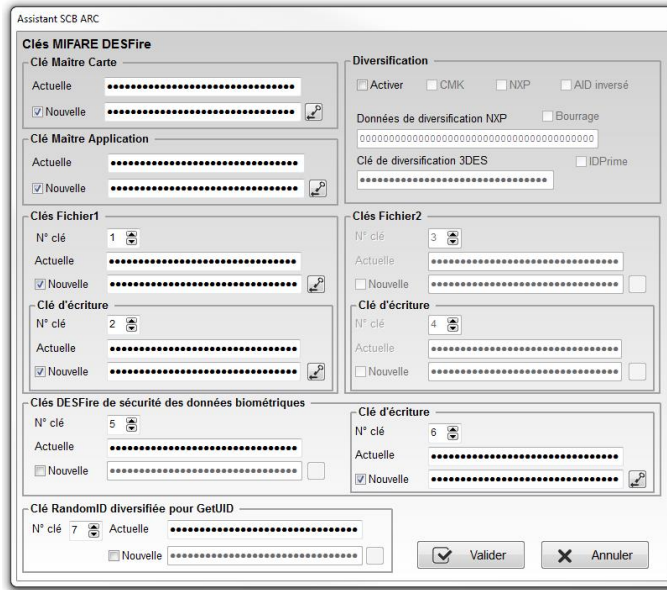 Assistant SCB ARC
Clés MIFARE DESFire
Clé Maître Carte
Actuelle ••••••••••••••••••••••••••••••••
Nouvelle ••••••••••••••••••••••••••••••••
Clé Maître Application
Actuelle ••••••••••••••••••••••••••••••••
Nouvelle ••••••••••••••••••••••••••••••••
Diversification
Activer CMK NXP AID inversé
Données de diversification NXP Bourrage
00000000000000000000000000000000000000000
Clé de diversification 3DES IDPrime
••••••••••••••••••••••••••••••••
Clés Fichier1
N° clé 1
Actuelle ••••••••••••••••••••••••••••••••
Nouvelle ••••••••••••••••••••••••••••••••
Clé d'écriture
N° clé 2
Actuelle ••••••••••••••••••••••••••••••••
Nouvelle ••••••••••••••••••••••••••••••••
Clés Fichier2
N° clé 3
Actuelle ••••••••••••••••••••••••••••••••
Nouvelle ••••••••••••••••••••••••••••••••
Clé d'écriture
N° clé 4
Actuelle ••••••••••••••••••••••••••••••••
Nouvelle ••••••••••••••••••••••••••••••••
Clés DESFire de sécurité des données biométriques
N° clé 5
Actuelle ••••••••••••••••••••••••••••••••
Nouvelle ••••••••••••••••••••••••••••••••
Clé d'écriture
N° clé 6
Actuelle ••••••••••••••••••••••••••••••••
Nouvelle ••••••••••••••••••••••••••••••••
Clé RandomID diversifiée pour GetUID
N° clé 7 Actuelle ••••••••••••••••••••••••••••••••
Nouvelle ••••••••••••••••••••••••••••••••
Valider Annuler